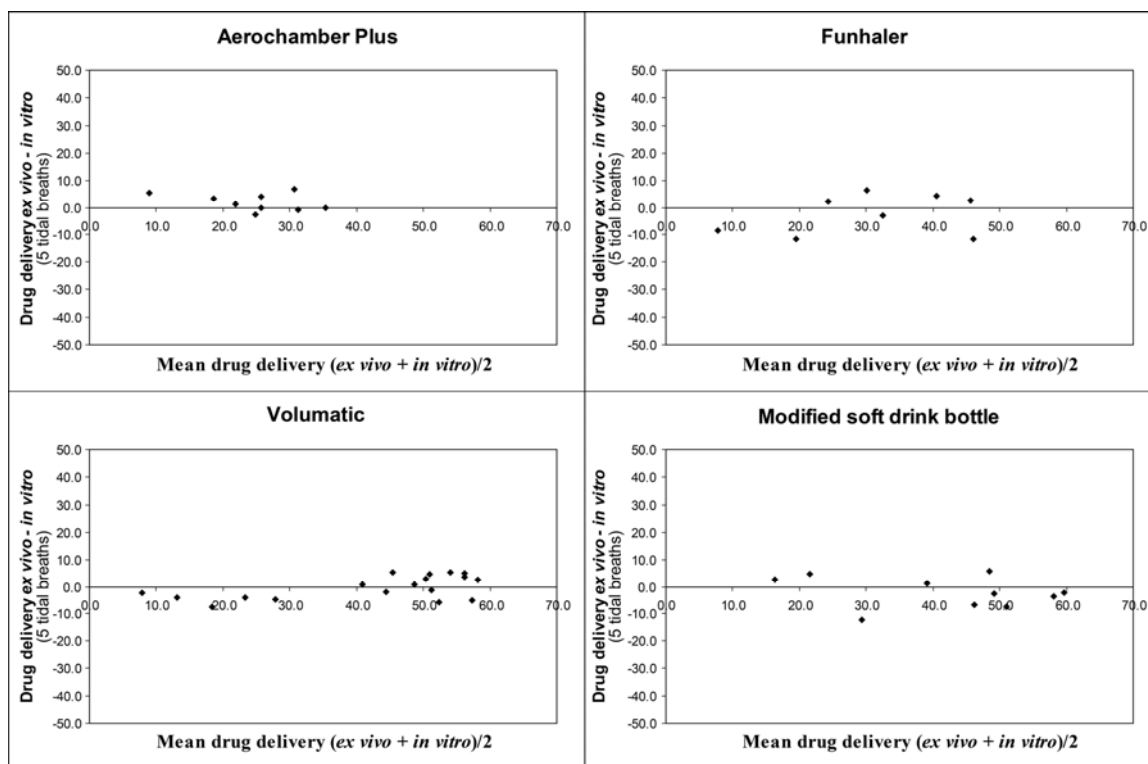 Aerochamber Plus
50.0
40.0
30.0
20.0
10.0
0.0
-10.0
-20.0
-30.0
-40.0
-50.0
0.0 10.0 20.0 30.0 40.0 50.0 60.0 70.0
Drug delivery ex vivo - in vitro
(5 tidal breaths)
Mean drug delivery (ex vivo + in vitro)/2
Funhaler
50.0
40.0
30.0
20.0
10.0
0.0
-10.0
-20.0
-30.0
-40.0
-50.0
0.0 10.0 20.0 30.0 40.0 50.0 60.0 70.0
Drug delivery ex vivo - in vitro
(5 tidal breaths)
Mean drug delivery (ex vivo + in vitro)/2
Volumatic
50.0
40.0
30.0
20.0
10.0
0.0
-10.0
-20.0
-30.0
-40.0
-50.0
0.0 10.0 20.0 30.0 40.0 50.0 60.0 70.0
Drug delivery ex vivo - in vitro
(5 tidal breaths)
Mean drug delivery (ex vivo + in vitro)/2
Modified soft drink bottle
50.0
40.0
30.0
20.0
10.0
0.0
-10.0
-20.0
-30.0
-40.0
-50.0
0.0 10.0 20.0 30.0 40.0 50.0 60.0 70.0
Drug delivery ex vivo - in vitro
(5 tidal breaths)
Mean drug delivery (ex vivo + in vitro)/2